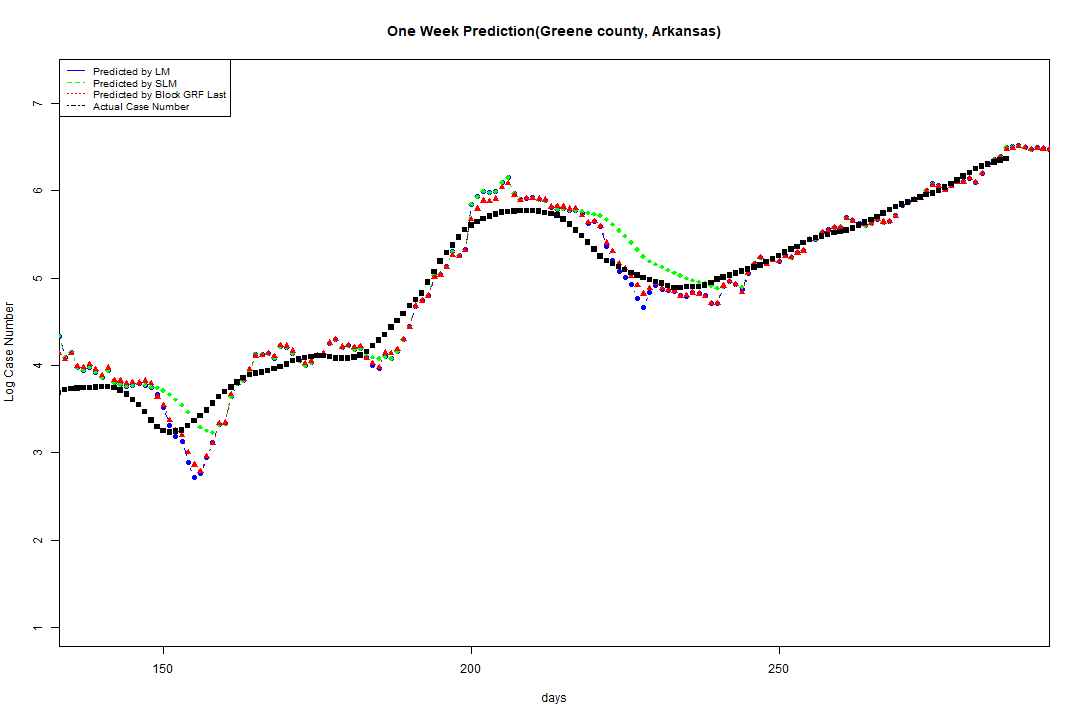 One Week Prediction(Greene county, Arkansas)
Predicted by LM
Predicted by SLM
Predicted by Block GRF Last
Actual Case Number
7
6
5
4
3
2
1
Log Case Number
150 200 250
days